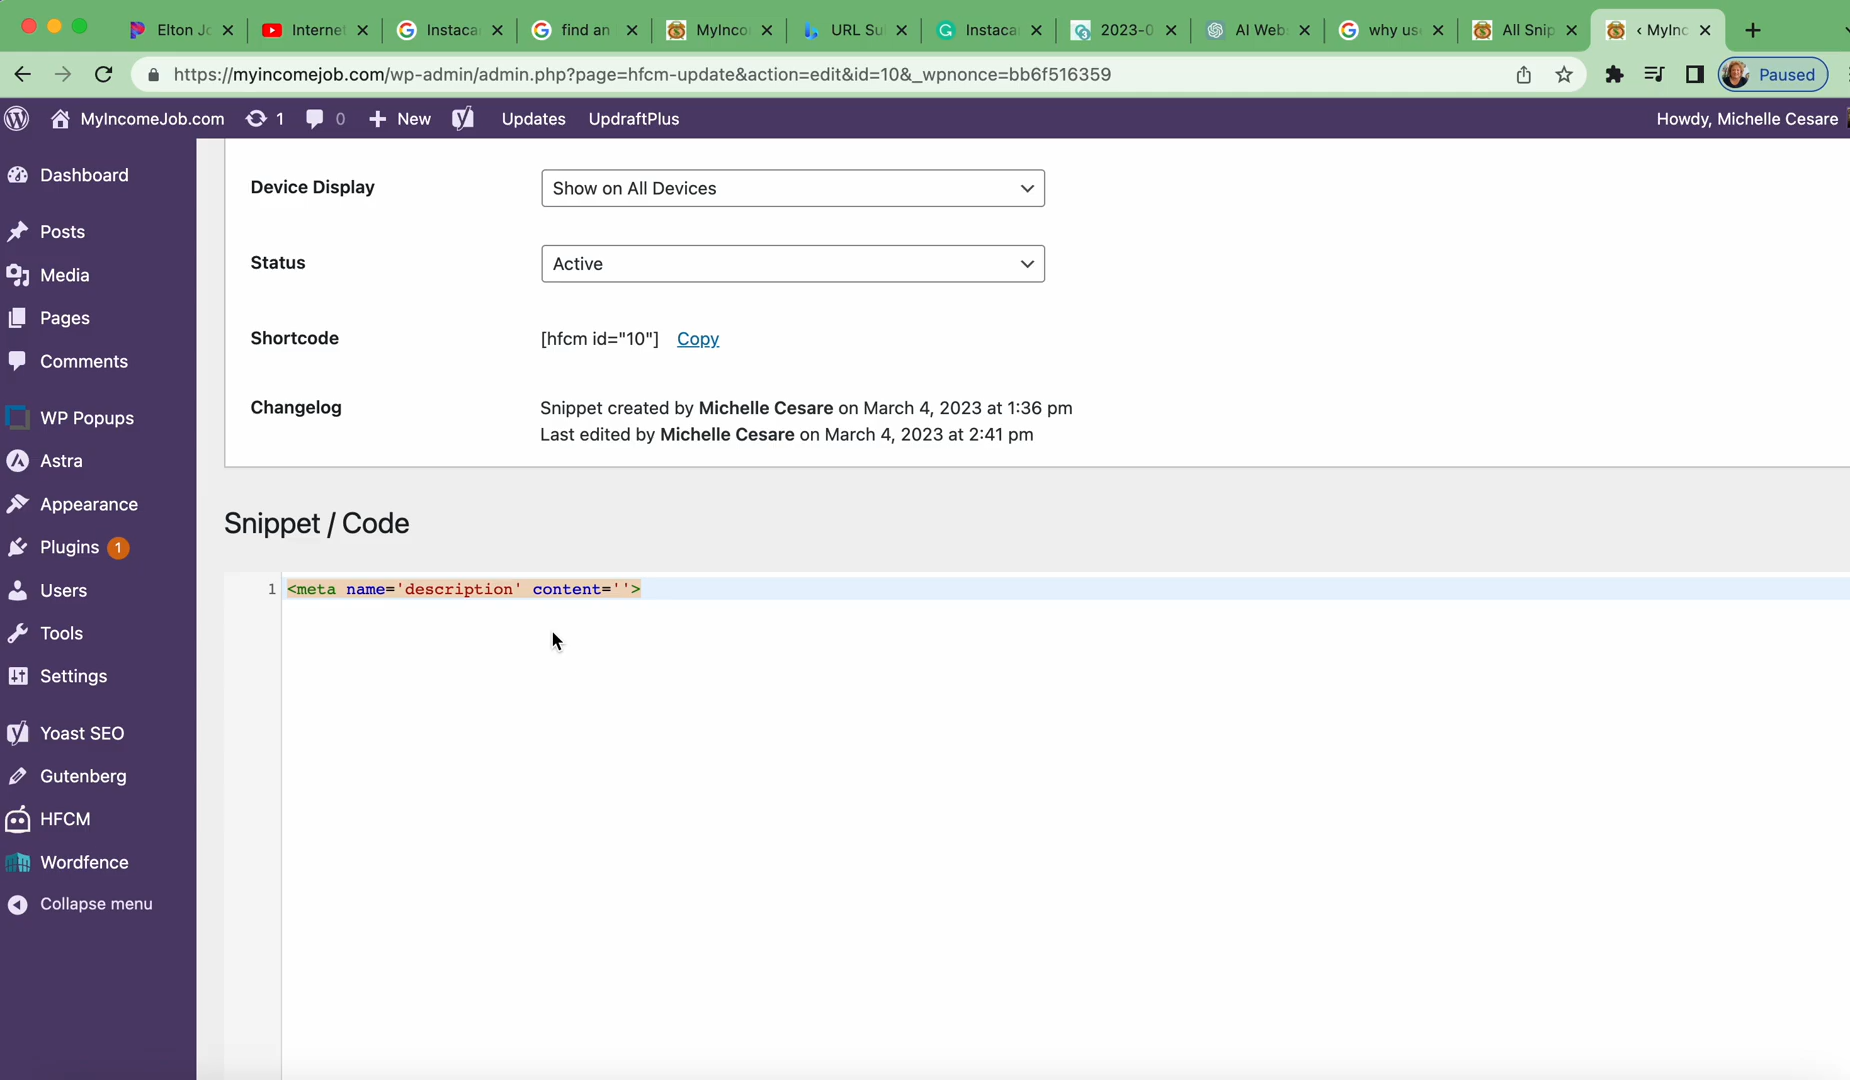 Elton Jo
Internet
Instaca
find an
MyInco
URL Su
Instaca
2023-0
AI Web
why us
All Snip
‹ MyInc
https://myincomejob.com/wp-admin/admin.php?page=hfcm-update&action=edit&id=10&_wpnonce=bb6f516359
Paused
MyIncomeJob.com
1
0
New
Updates
UpdraftPlus
Howdy, Michelle Cesare
Dashboard
Posts
Media
Pages
Comments
WP Popups
Astra
Appearance
Plugins 1
Users
Tools
Settings
Yoast SEO
Gutenberg
HFCM
Wordfence
Collapse menu
Device Display
Show on All Devices
Status
Active
Shortcode
[hfcm id="10"] Copy
Changelog
Snippet created by Michelle Cesare on March 4, 2023 at 1:36 pm
Last edited by Michelle Cesare on March 4, 2023 at 2:41 pm
Snippet / Code
1 <meta name='description' content=''>